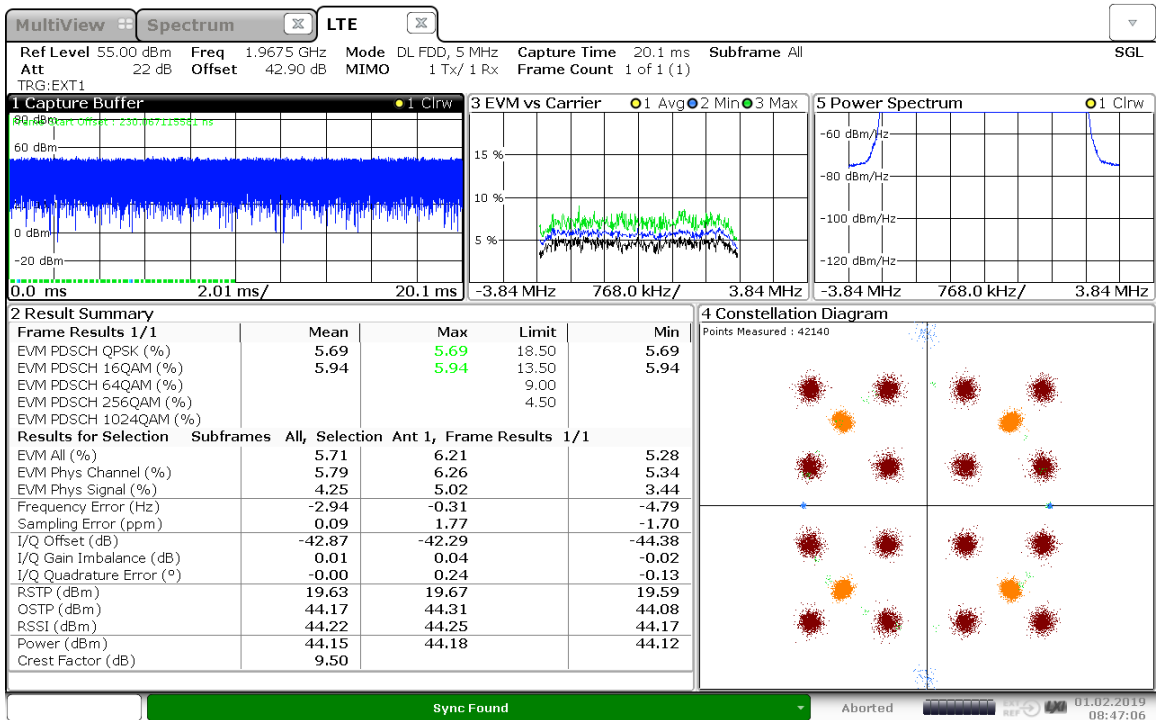 MultiView Spectrum LTE
Ref Level 55.00 dBm Freq 1.9675 GHz Mode DL FDD, 5 MHz Capture Time 20.1 ms Subframe All SGL
Att 22 dB Offset 42.90 dB MIMO 1 Tx/ 1 Rx Frame Count 1 of 1 (1)
TRG:EXT1
1 Capture Buffer 1 Clrw
80 dBm
Frame Start Offset : 230.067115561 ms
60 dBm
0 dBm
-20 dBm
0.0 ms 2.01 ms/ 20.1 ms
3 EVM vs Carrier 1 Avg 2 Min 3 Max
15 %
10 %
5 %
-3.84 MHz 768.0 kHz/ 3.84 MHz
5 Power Spectrum 1 Clrw
-60 dBm/Hz
-80 dBm/Hz
-100 dBm/Hz
-120 dBm/Hz
-3.84 MHz 768.0 kHz/ 3.84 MHz
2 Result Summary
Frame Results 1/1 Mean Max Limit Min
EVM PDSCH QPSK (%) 5.69 5.69 18.50 5.69
EVM PDSCH 16QAM (%) 5.94 5.94 13.50 5.94
EVM PDSCH 64QAM (%) 9.00
EVM PDSCH 256QAM (%) 4.50
EVM PDSCH 1024QAM (%)
Results for Selection Subframes All, Selection Ant 1, Frame Results 1/1
EVM All (%) 5.71 6.21 5.28
EVM Phys Channel (%) 5.79 6.26 5.34
EVM Phys Signal (%) 4.25 5.02 3.44
Frequency Error (Hz) -2.94 -0.31 -4.79
Sampling Error (ppm) 0.09 1.77 -1.70
I/Q Offset (dB) -42.87 -42.29 -44.38
I/Q Gain Imbalance (dB) 0.01 0.04 -0.02
I/Q Quadrature Error (°) -0.00 0.24 -0.13
RSTP (dBm) 19.63 19.67 19.59
OSTP (dBm) 44.17 44.31 44.08
RSSI (dBm) 44.22 44.25 44.17
Power (dBm) 44.15 44.18 44.12
Crest Factor (dB) 9.50
4 Constellation Diagram
Points Measured : 42140
Sync Found
Aborted
EXT
REF
LXI
01.02.2019
08:47:06